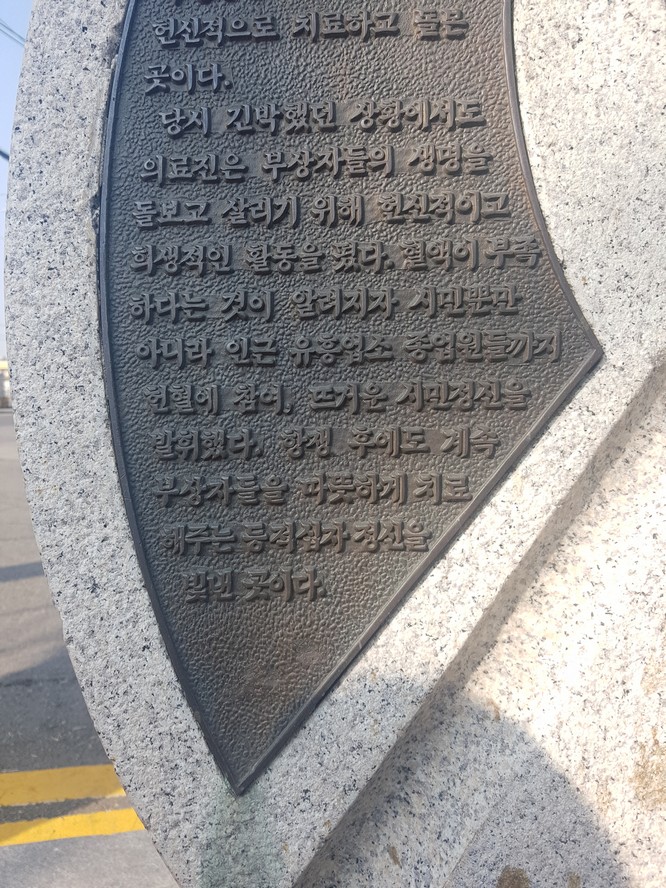 헌신적으로 치료하고 돌본
곳이다.
당시 긴박했던 상황에서도
의료진은 부상자들의 생명을
돌보고 살리기 위해 헌신적이고
희생적인 활동을 폈다. 혈액이 부족
하다는 것이 알려지자 시민뿐만
아니라 인근 유흥업소 종업원들까지
헌혈에 참여, 뜨거운 시민정신을
발휘했다. 항쟁 후에도 계속
부상자들을 따뜻하게 치료
해주는 등 적십자 정신을
빛낸 곳이다.